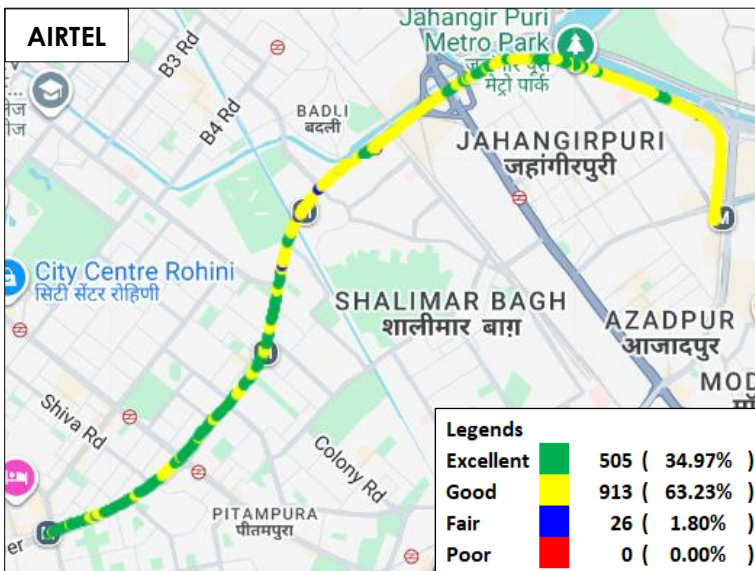 AIRTEL
Jahangir Puri
Metro Park
मेट्रो पार्क
B3 Rd
BADLI
बदली
B4 Rd
JAHANGIRPURI
जहांगीरपुरी
City Centre Rohini
सिटी सेंटर रोहिणी
SHALIMAR BAGH
शालीमार बाग़
AZADPUR
आजादपुर
MOD
Shiva Rd
Colony Rd
PITAMPURA
पीतमपुरा
Legends
Excellent 505 ( 34.97% )
Good 913 ( 63.23% )
Fair 26 ( 1.80% )
Poor 0 ( 0.00% )